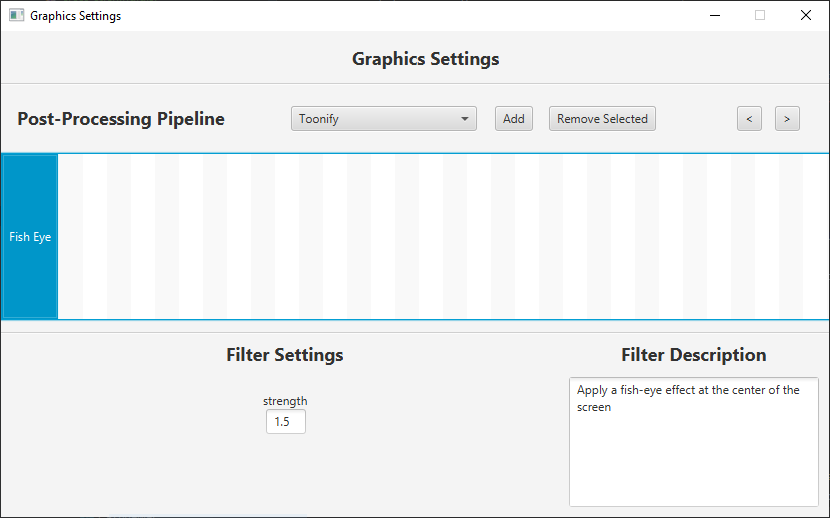 Graphics Settings
Graphics Settings
Post-Processing Pipeline
Toonify
Add
Remove Selected
<
>
Fish Eye
Filter Settings
strength
1.5
Filter Description
Apply a fish-eye effect at the center of the
screen